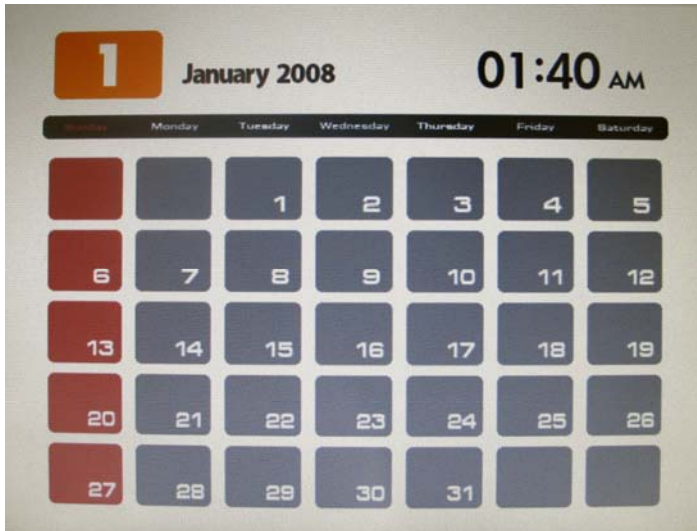 1 January 2008 01:40 AM
Sunday Monday Tuesday Wednesday Thursday Friday Saturday
1 2 3 4 5
6 7 8 9 10 11 12
13 14 15 16 17 18 19
20 21 22 23 24 25 26
27 28 29 30 31